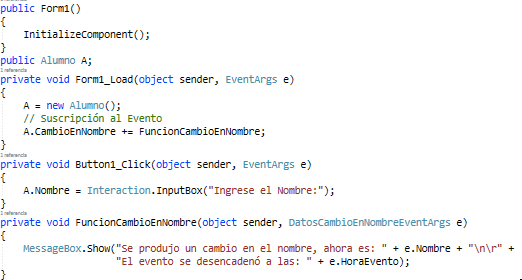 public Form1()
{
InitializeComponent();
}
public Alumno A;
1 referencia
private void Form1_Load(object sender, EventArgs e)
{
A = new Alumno();
// Suscripción al Evento
A.CambioEnNombre += FuncionCambioEnNombre;
}
1 referencia
private void Button1_Click(object sender, EventArgs e)
{
A.Nombre = Interaction.InputBox("Ingrese el Nombre:");
}
1 referencia
private void FuncionCambioEnNombre(object sender, DatosCambioEnNombreEventArgs e)
{
MessageBox.Show("Se produjo un cambio en el nombre, ahora es: " + e.Nombre + "\n\r" +
"El evento se desencadenó a las: " + e.HoraEvento);
}